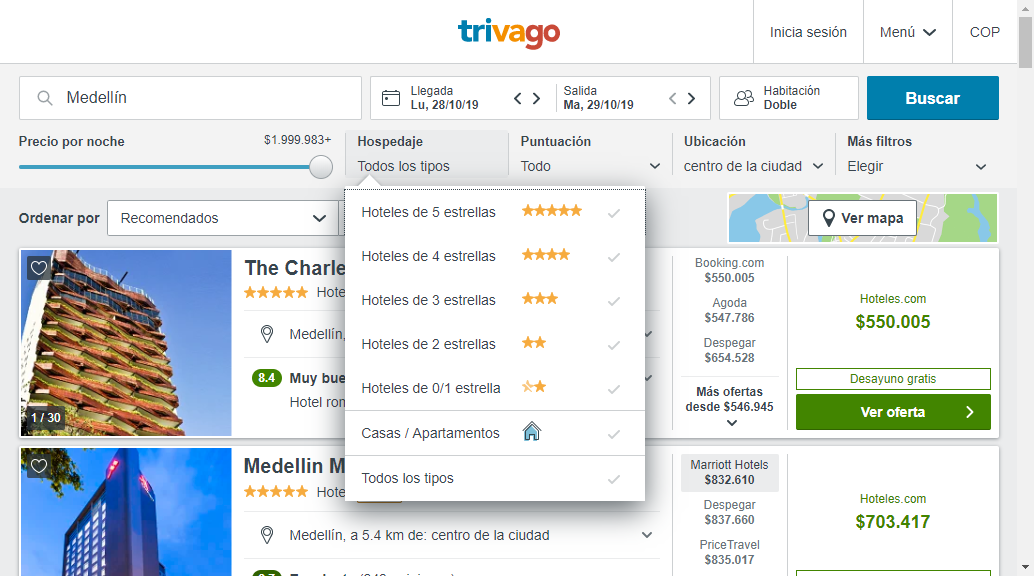 trivago
Inicia sesión
Menú
COP
Medellín
Llegada
Lu, 28/10/19
Salida
Ma, 29/10/19
Habitación
Doble
Buscar
Precio por noche
$1.999.983+
Hospedaje
Todos los tipos
Puntuación
Todo
Ubicación
centro de la ciudad
Más filtros
Elegir
Ordenar por
Recomendados
Ver mapa
Hoteles de 5 estrellas
Hoteles de 4 estrellas
Hoteles de 3 estrellas
Hoteles de 2 estrellas
Hoteles de 0/1 estrella
Casas / Apartamentos
Todos los tipos
1 / 30
The Charle
Hote
Medellín,
8.4 Muy bue
Hotel
Booking.com
$550.005
Agoda
$547.786
Despegar
$654.528
Más ofertas
desde $546.945
Hoteles.com
$550.005
Desayuno gratis
Ver oferta
Medellin M
Hote
Medellín, a 5.4 km de: centro de la ciudad
Marriott Hotels
$832.610
Despegar
$837.660
PriceTravel
$835.017
Hoteles.com
$703.417